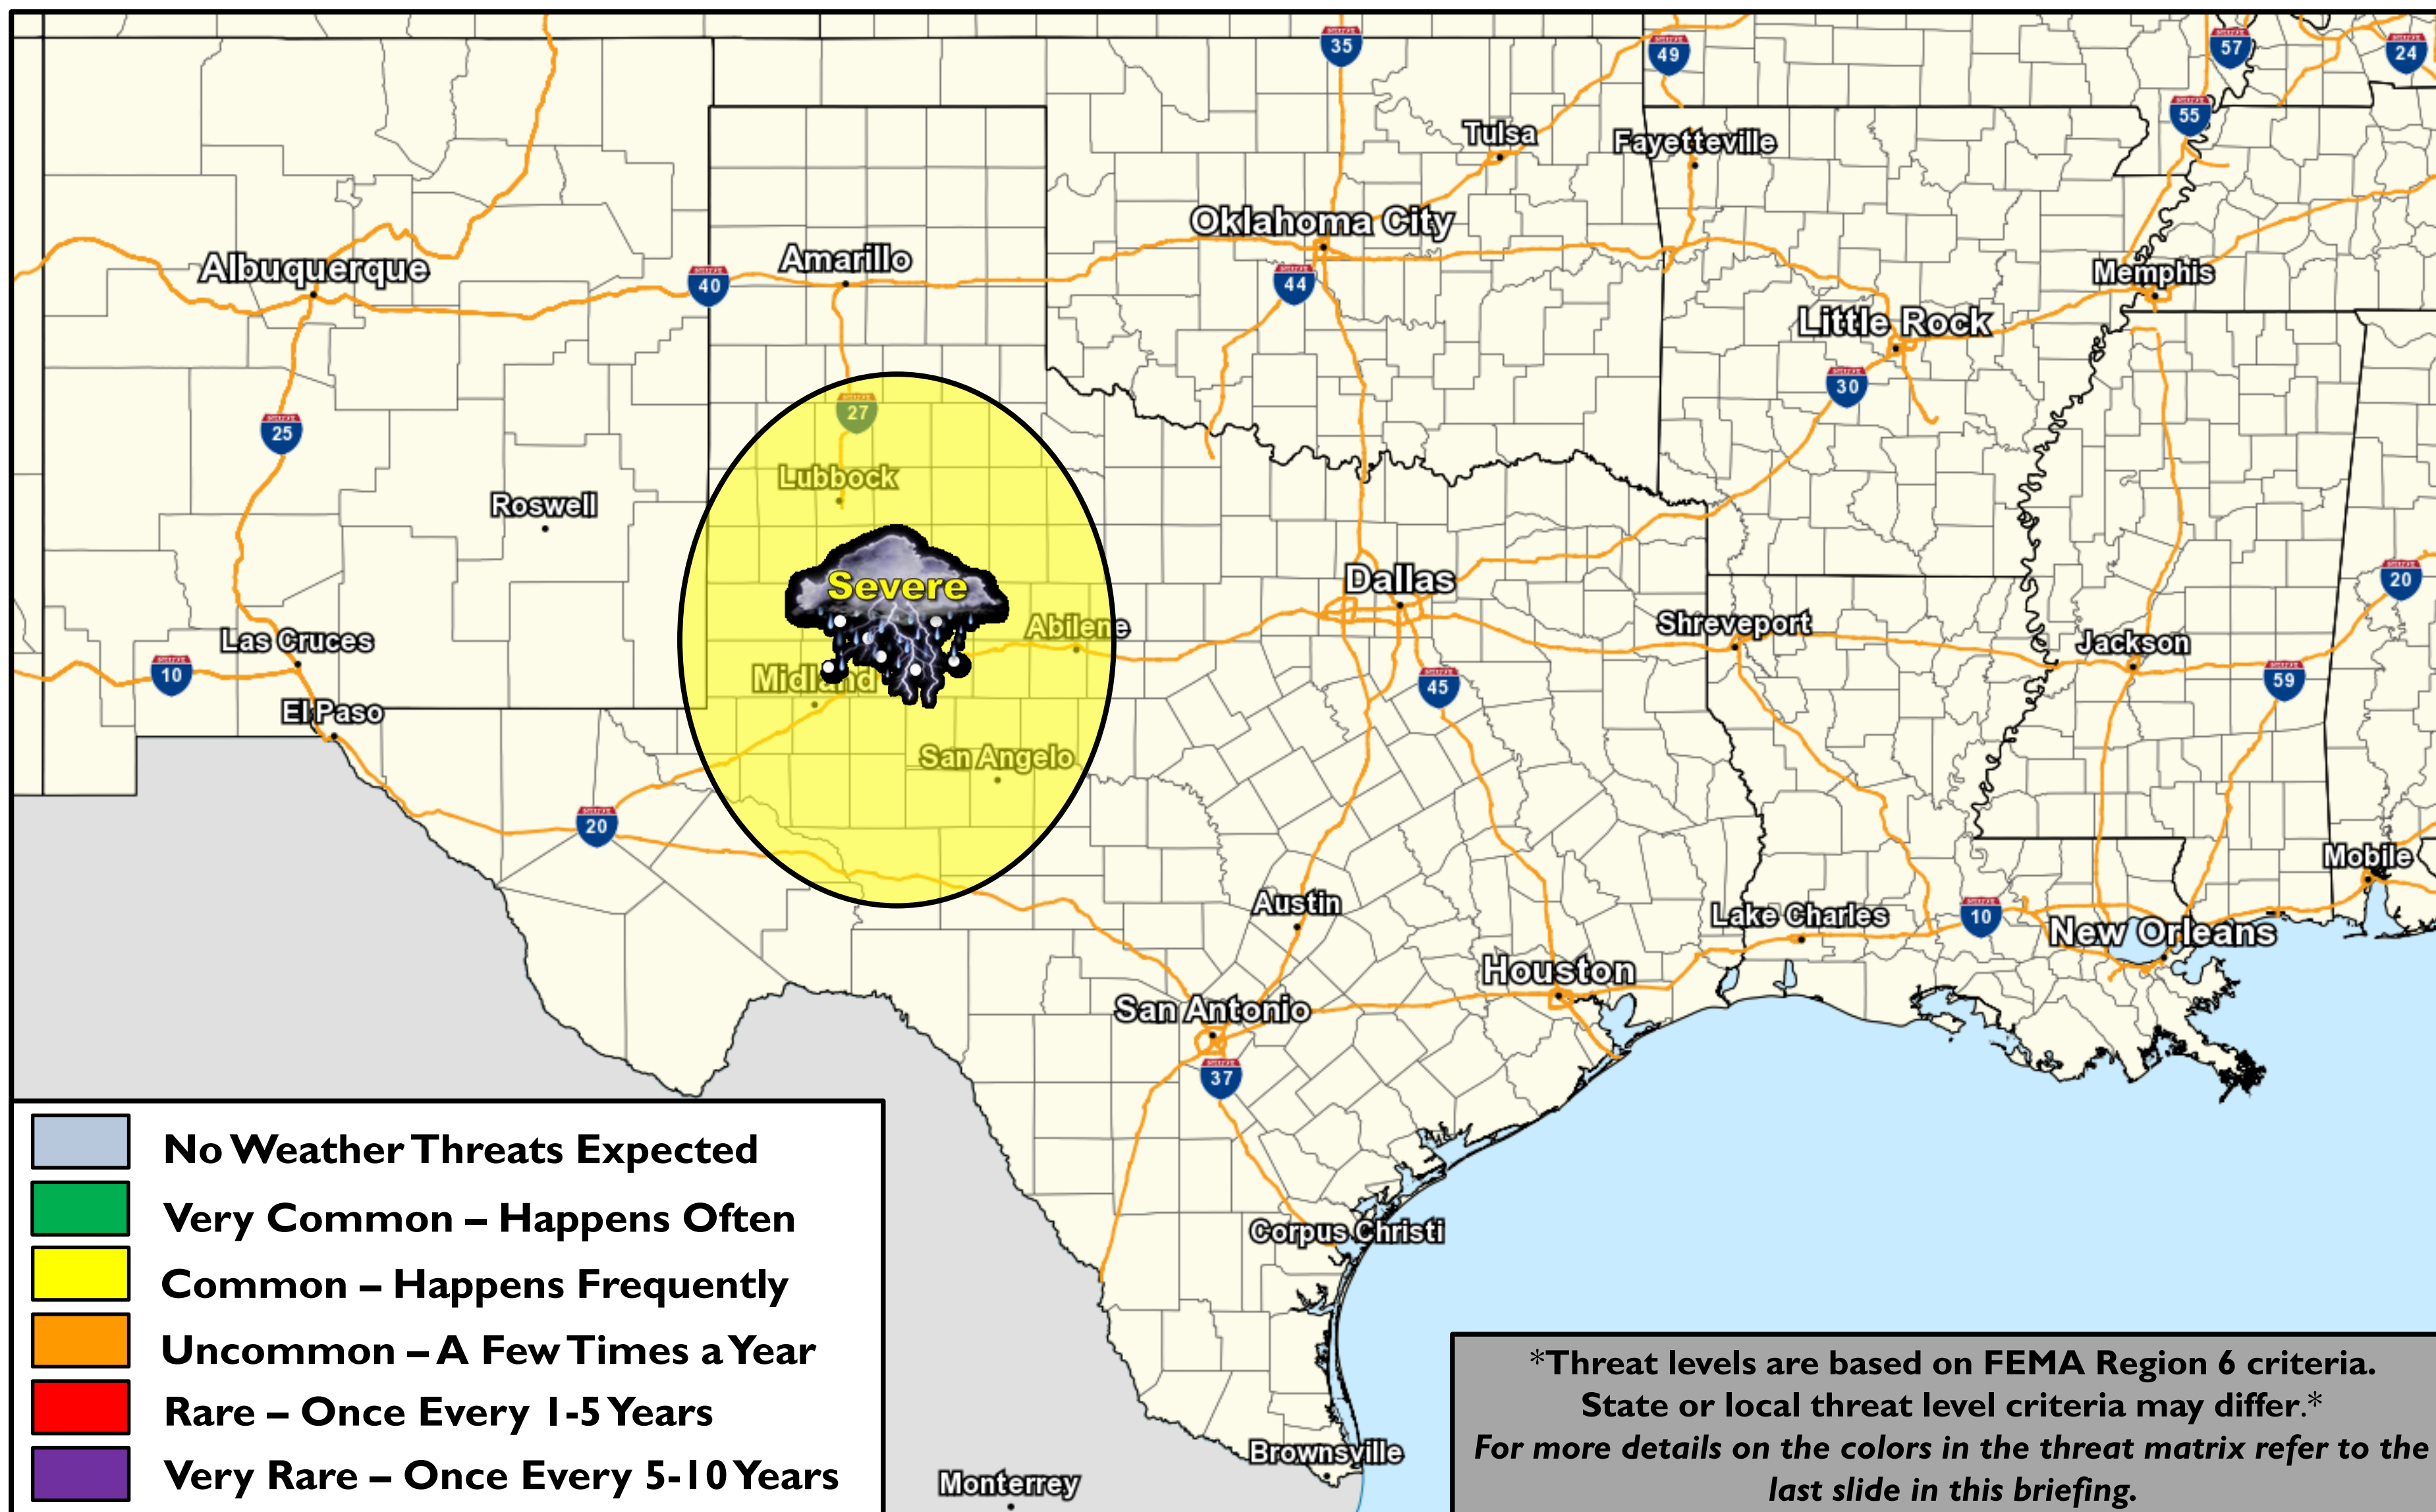 35
49
57
24
55
Tulsa
Fayetteville
Oklahoma City
Albuquerque
Amarillo
40
44
Memphis
Little Rock
30
27
25
Lubbock
Roswell
Severe
Dallas
20
Abilene
Shreveport
Las Cruces
Jackson
10
Midland
45
59
El Paso
San Angelo
20
Mobile
Austin
Lake Charles
10
New Orleans
Houston
San Antonio
37
No Weather Threats Expected
Very Common – Happens Often
Common – Happens Frequently
Uncommon – A Few Times a Year
Rare – Once Every 1-5 Years
Very Rare – Once Every 5-10 Years
Corpus Christi
Brownsville
Monterrey
*Threat levels are based on FEMA Region 6 criteria.
State or local threat level criteria may differ.*
For more details on the colors in the threat matrix refer to the
last slide in this briefing.